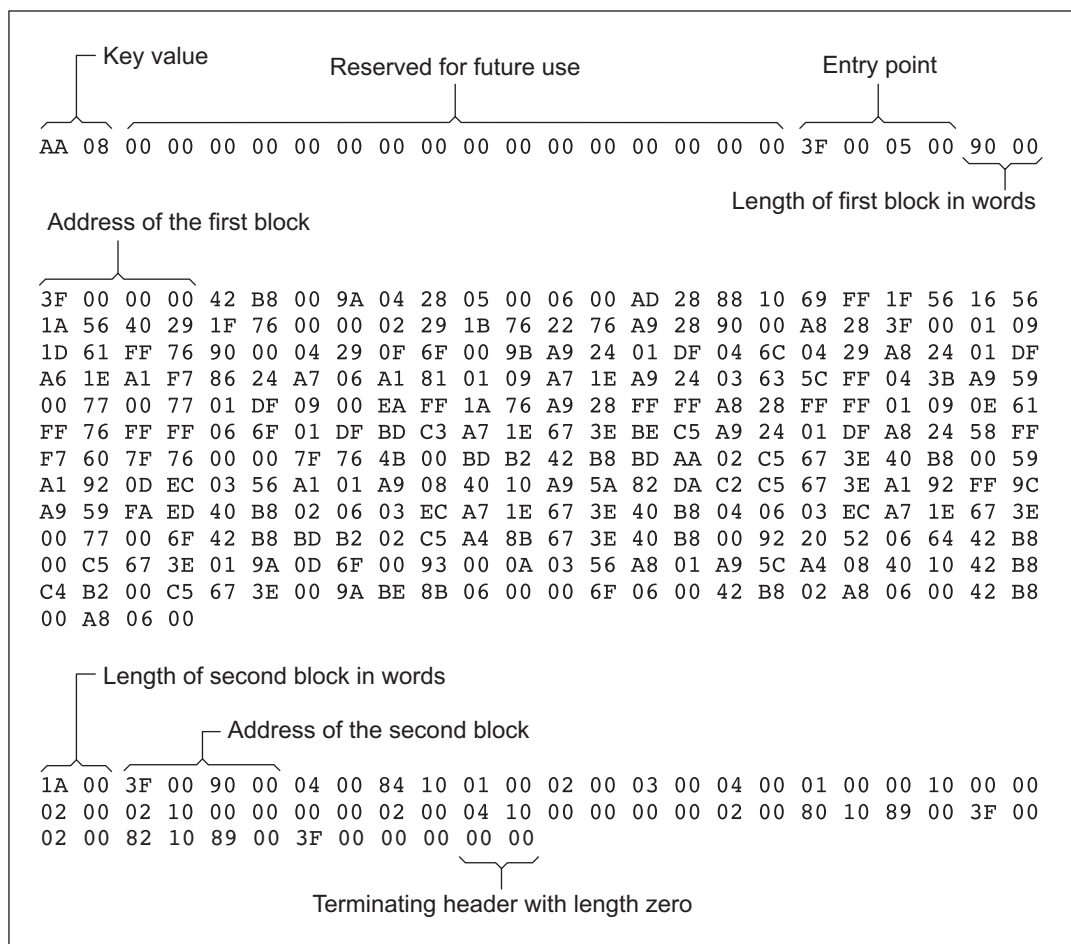 Key value
Reserved for future use
Entry point
AA 08 00 00 00 00 00 00 00 00 00 00 00 00 00 00 00 00 3F 00 05 00 90 00
Length of first block in words
Address of the first block
3F 00 00 00 42 B8 00 9A 04 28 05 00 06 00 AD 28 88 10 69 FF 1F 56 16 56
1A 56 40 29 1F 76 00 00 02 29 1B 76 22 76 A9 28 90 00 A8 28 3F 00 01 09
1D 61 FF 76 90 00 04 29 0F 6F 00 9B A9 24 01 DF 04 6C 04 29 A8 24 01 DF
A6 1E A1 F7 86 24 A7 06 A1 81 01 09 A7 1E A9 24 03 63 5C FF 04 3B A9 59
00 77 00 77 01 DF 09 00 EA FF 1A 76 A9 28 FF FF A8 28 FF FF 01 09 0E 61
FF 76 FF FF 06 6F 01 DF BD C3 A7 1E 67 3E BE C5 A9 24 01 DF A8 24 58 FF
F7 60 7F 76 00 00 7F 76 4B 00 BD B2 42 B8 BD AA 02 C5 67 3E 40 B8 00 59
A1 92 0D EC 03 56 A1 01 A9 08 40 10 A9 5A 82 DA C2 C5 67 3E A1 92 FF 9C
A9 59 FA ED 40 B8 02 06 03 EC A7 1E 67 3E 40 B8 04 06 03 EC A7 1E 67 3E
00 77 00 6F 42 B8 BD B2 02 C5 A4 8B 67 3E 40 B8 00 92 20 52 06 64 42 B8
00 C5 67 3E 01 9A 0D 6F 00 93 00 0A 03 56 A8 01 A9 5C A4 08 40 10 42 B8
C4 B2 00 C5 67 3E 00 9A BE 8B 06 00 00 6F 06 00 42 B8 02 A8 06 00 42 B8
00 A8 06 00
Length of second block in words
Address of the second block
1A 00 3F 00 90 00 04 00 84 10 01 00 02 00 03 00 04 00 01 00 00 10 00 00
02 00 02 10 00 00 00 00 02 00 04 10 00 00 00 00 02 00 80 10 89 00 3F 00
02 00 82 10 89 00 3F 00 00 00 00 00
Terminating header with length zero